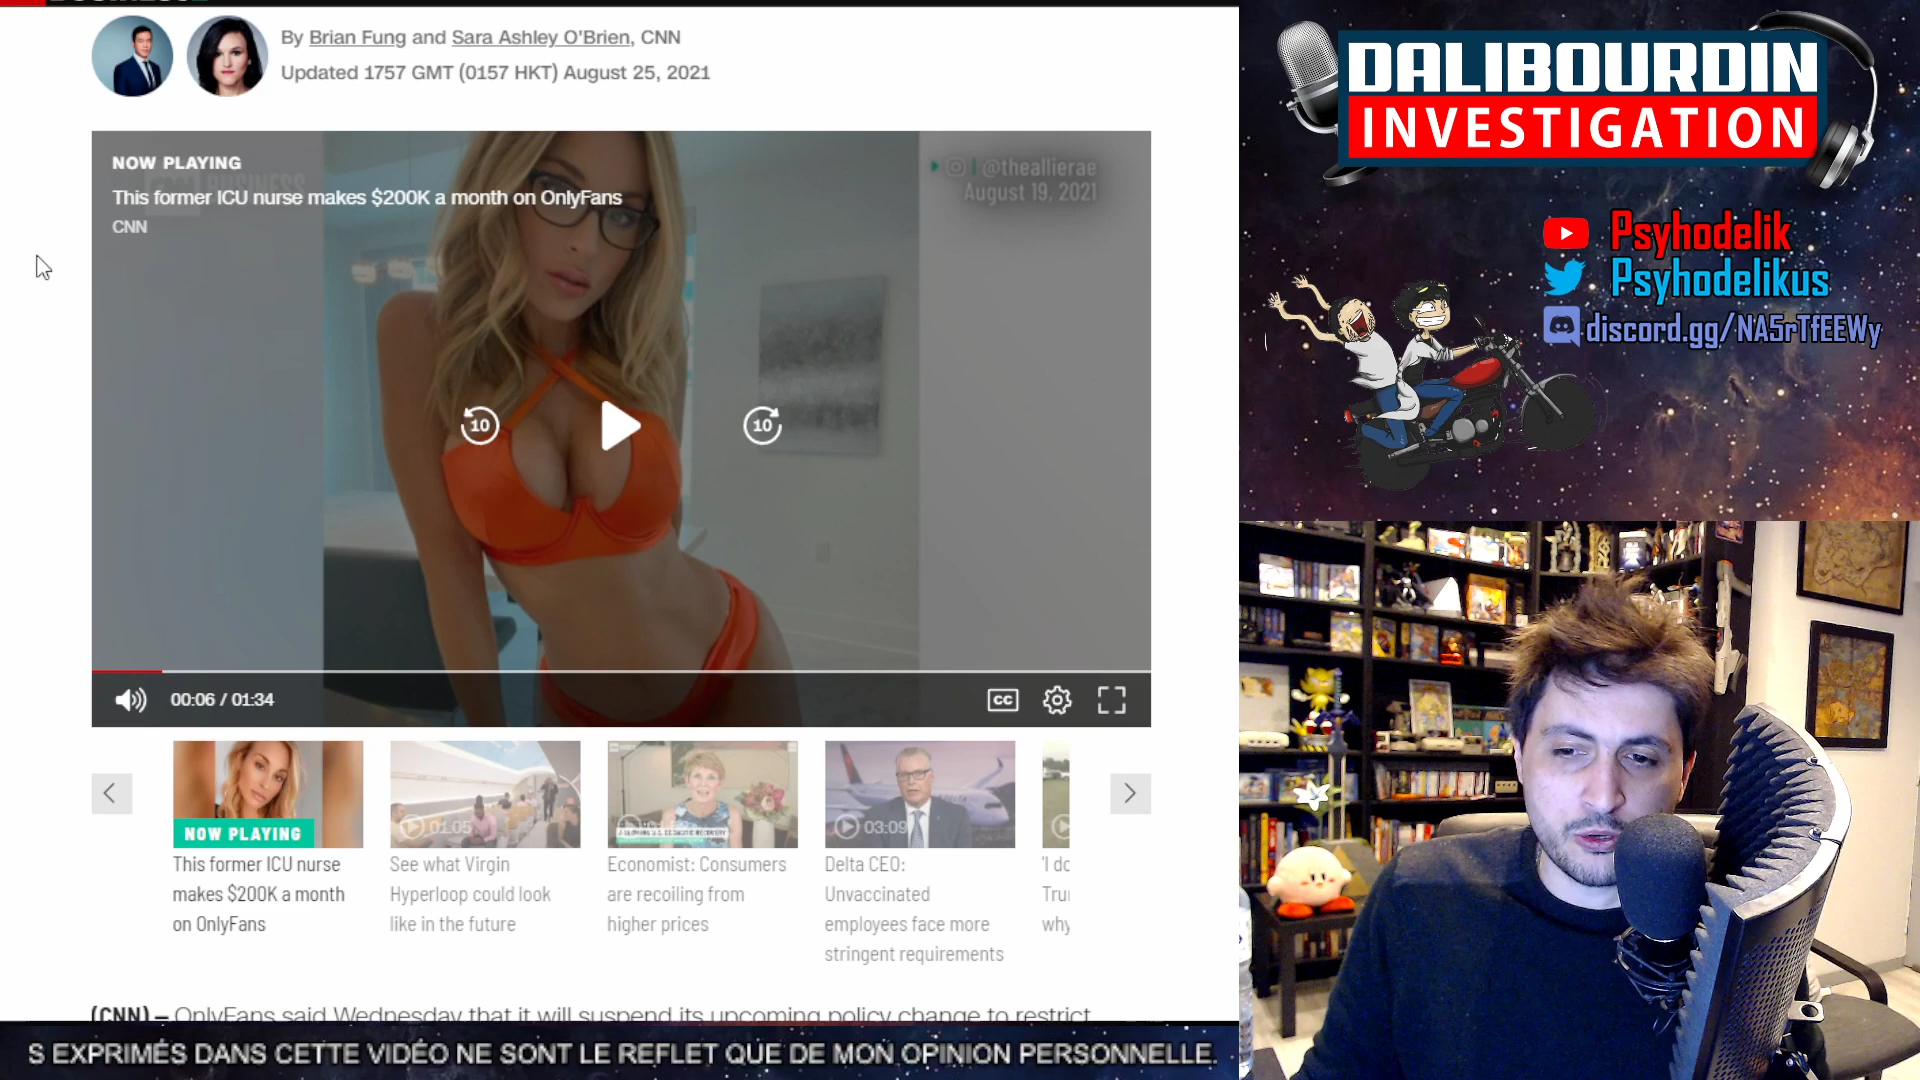 By Brian Fung and Sara Ashley O'Brien, CNN
Updated 1757 GMT (0157 HKT) August 25, 2021
NOW PLAYING
This former ICU nurse makes $200K a month on OnlyFans
CNN
@theallierae
August 19, 2021
10
10
00:06 / 01:34
CC
NOW PLAYING
01:05
03:09
This former ICU nurse
makes $200K a month
on OnlyFans
See what Virgin
Hyperloop could look
like in the future
Economist: Consumers
are recoiling from
higher prices
Delta CEO:
Unvaccinated
employees face more
stringent requirements
'I do
Trui
why
(CNN) – OnlyFans said Wednesday that it will suspend its upcoming policy change to restrict
S EXPRIMÉS DANS CETTE VIDÉO NE SONT LE REFLET QUE DE MON OPINION PERSONNELLE.
DALIBOURDIN
INVESTIGATION
Psyhodelik
Psyhodelikus
discord.gg/NA5rTfEEWy